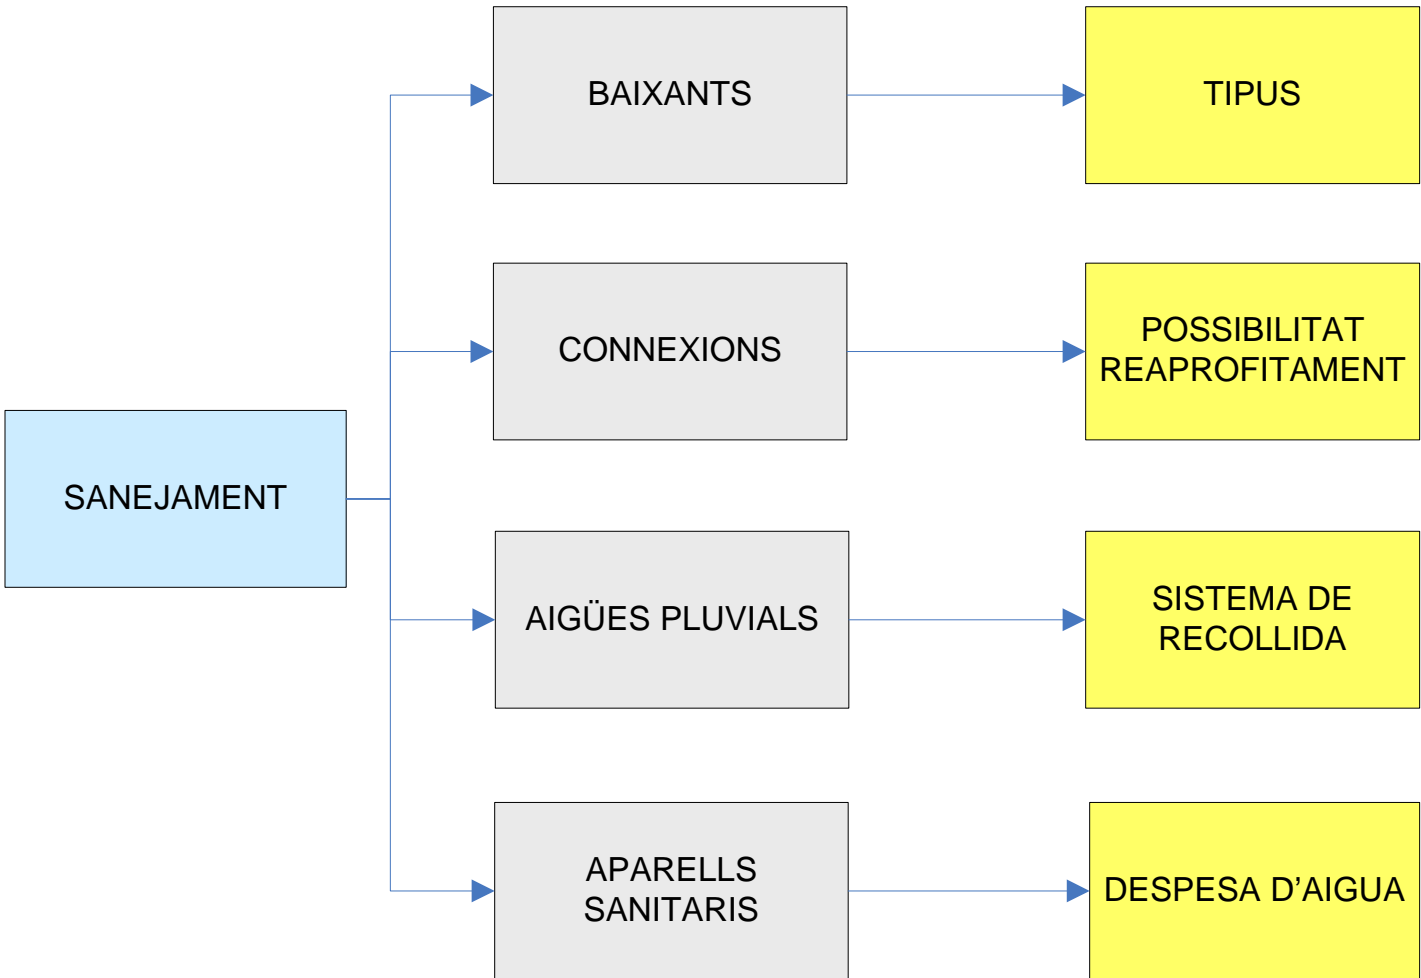 BAIXANTS
TIPUS
CONNEXIONS
POSSIBILITAT
REAPROFITAMENT
SANEJAMENT
AIGÜES PLUVIALS
SISTEMA DE
RECOLLIDA
APARELLS
SANITARIS
DESPESA D’AIGUA